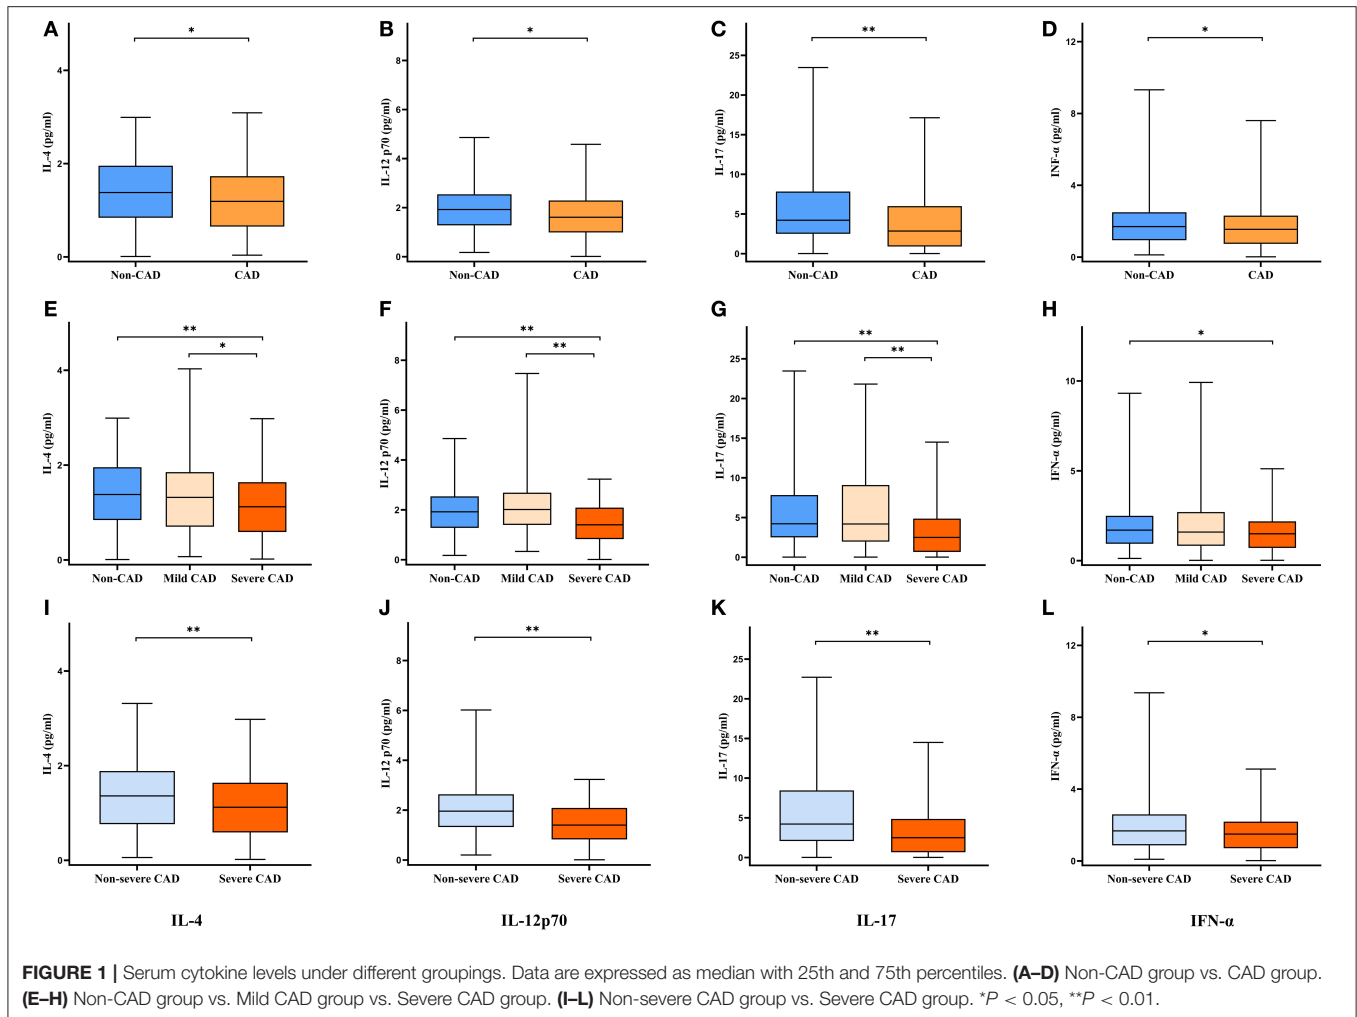 A
*
IL-4 (pg/ml)
4
2
0
Non-CAD CAD
B
*
IL-12 p70 (pg/ml)
8
6
4
2
0
Non-CAD CAD
C
**
IL-17 (pg/ml)
25
20
15
10
5
0
Non-CAD CAD
D
*
INF-α (pg/ml)
12
8
4
0
Non-CAD CAD
E
**
*
IL-4 (pg/ml)
4
2
0
Non-CAD Mild CAD Severe CAD
F
**
**
IL-12 p70 (pg/ml)
8
6
4
2
0
Non-CAD Mild CAD Severe CAD
G
**
**
IL-17 (pg/ml)
25
20
15
10
5
0
Non-CAD Mild CAD Severe CAD
H
*
IFN-α (pg/ml)
10
5
0
Non-CAD Mild CAD Severe CAD
I
**
IL-4 (pg/ml)
4
2
0
Non-severe CAD Severe CAD
J
**
IL-12 p70 (pg/ml)
8
6
4
2
0
Non-severe CAD Severe CAD
K
**
IL-17 (pg/ml)
25
20
15
10
5
0
Non-severe CAD Severe CAD
L
*
IFN-α (pg/ml)
12
8
4
0
Non-severe CAD Severe CAD
IL-4 IL-12p70 IL-17 IFN-α
FIGURE 1 | Serum cytokine levels under different groupings. Data are expressed as median with 25th and 75th percentiles. (A–D) Non-CAD group vs. CAD group.
(E–H) Non-CAD group vs. Mild CAD group vs. Severe CAD group. (I–L) Non-severe CAD group vs. Severe CAD group. *P < 0.05, **P < 0.01.